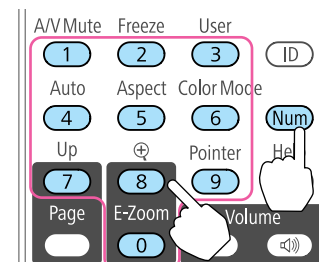 A/V Mute Freeze User
1 2 3 ID
Auto Aspect Color Mode
4 5 6 Num
Up Pointer
7 8 9
Page E-Zoom Volume
0